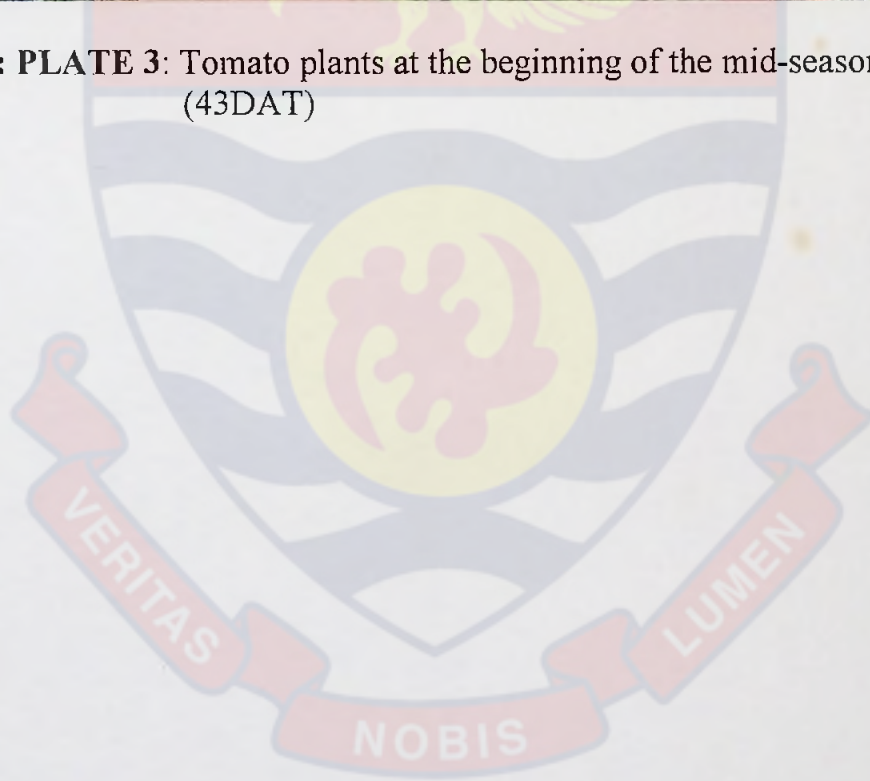 : PLATE 3: Tomato plants at the beginning of the mid-season
(43DAT)
VERITAS
NOBIS
LUMEN